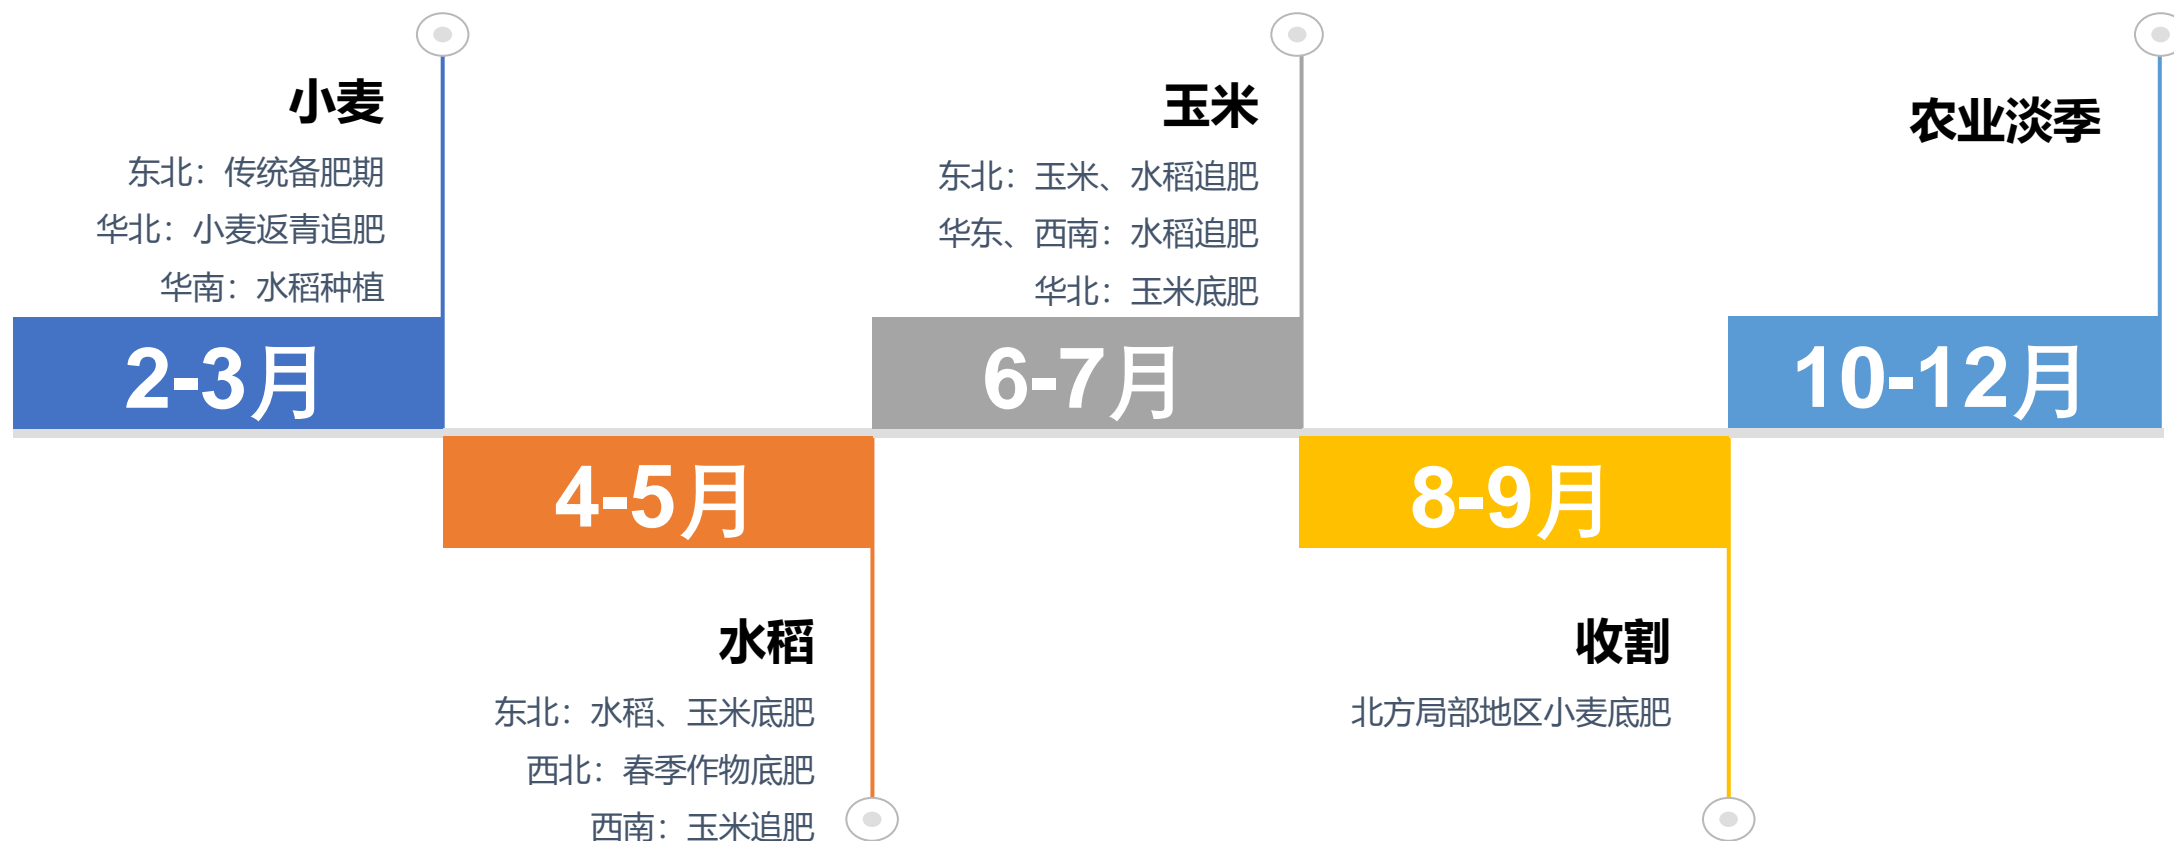 小麦
东北：传统备肥期
华北：小麦返青追肥
华南：水稻种植
2-3月
4-5月
水稻
东北：水稻、玉米底肥
西北：春季作物底肥
西南：玉米追肥
玉米
东北：玉米、水稻追肥
华东、西南：水稻追肥
华北：玉米底肥
6-7月
8-9月
收割
北方局部地区小麦底肥
农业淡季
10-12月